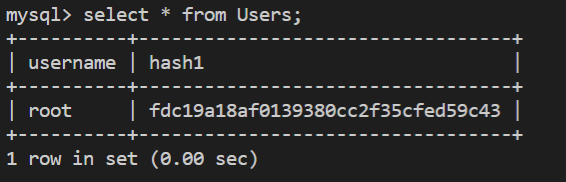 mysql> select * from Users;
+----------+----------------------------------+
| username | hash1                            |
+----------+----------------------------------+
| root     | fdc19a18af0139380cc2f35cfed59c43 |
+----------+----------------------------------+
1 row in set (0.00 sec)